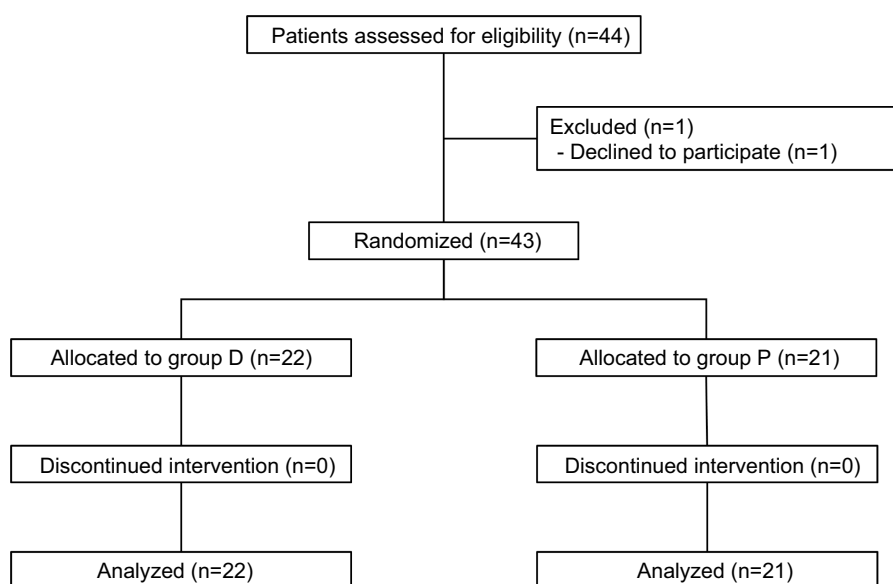 Patients assessed for eligibility (n=44)
Excluded (n=1)
- Declined to participate (n=1)
Randomized (n=43)
Allocated to group D (n=22)
Allocated to group P (n=21)
Discontinued intervention (n=0)
Discontinued intervention (n=0)
Analyzed (n=22)
Analyzed (n=21)